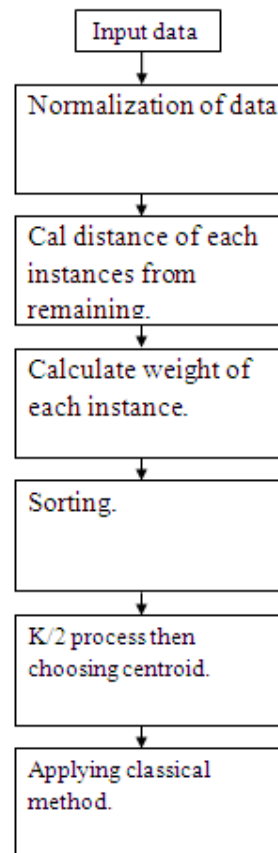 Input data
Normalization of data
Cal distance of each
instances from
remaining.
Calculate weight of
each instance.
Sorting.
K/2 process then
choosing centroid.
Applying classical
method.